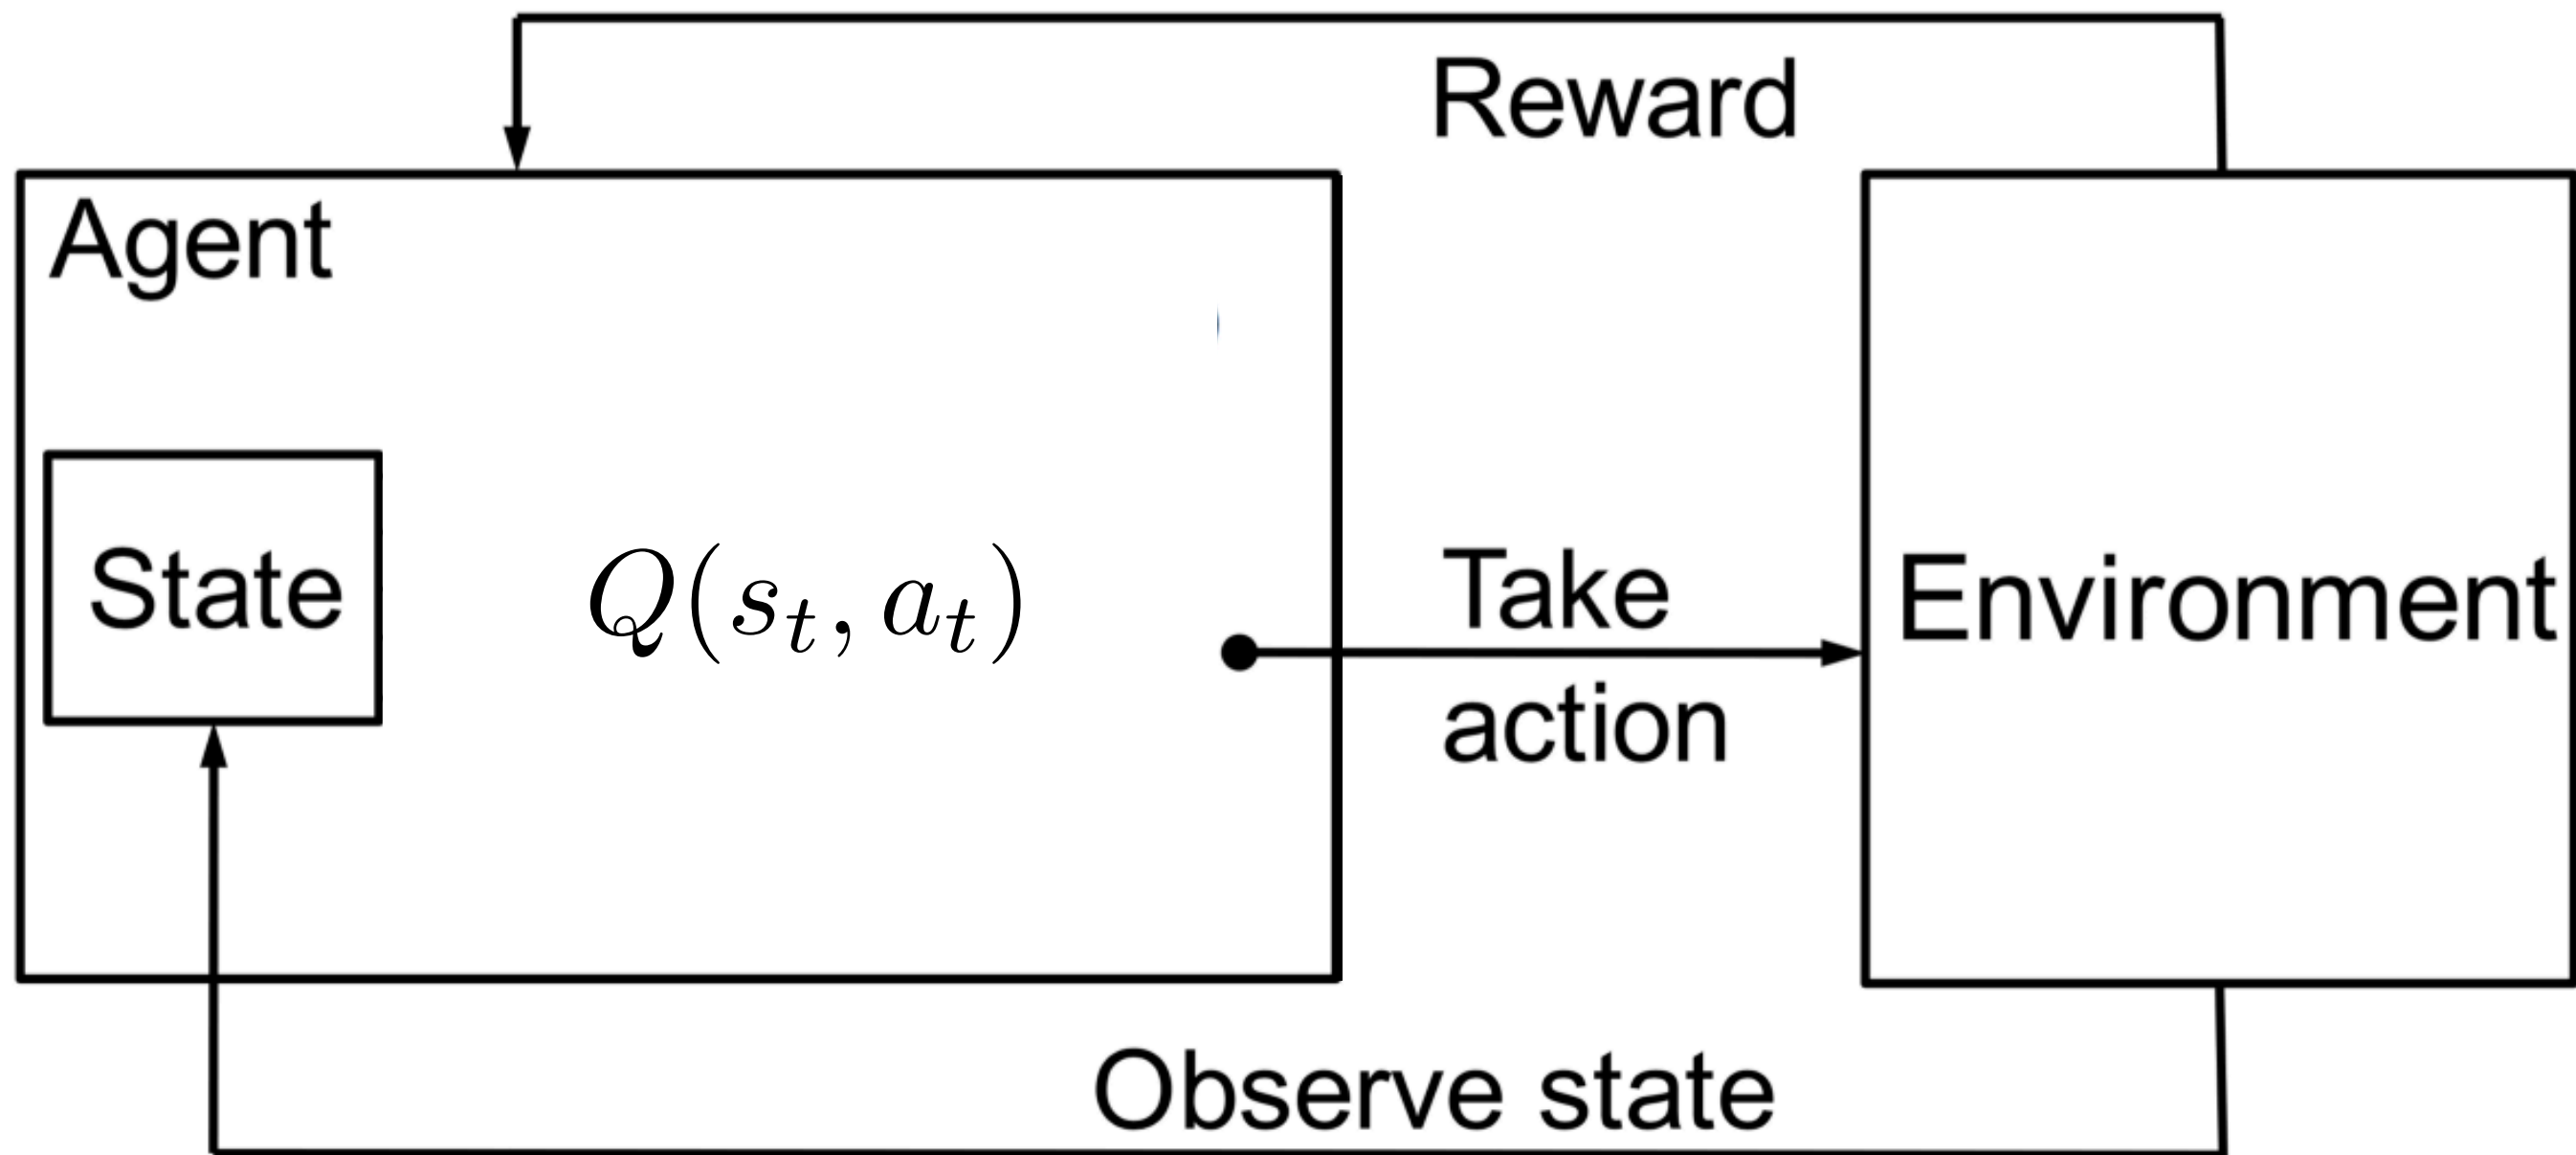 Reward
Agent
State
Q(s_t, a_t)
Take
action
Environment
Observe state